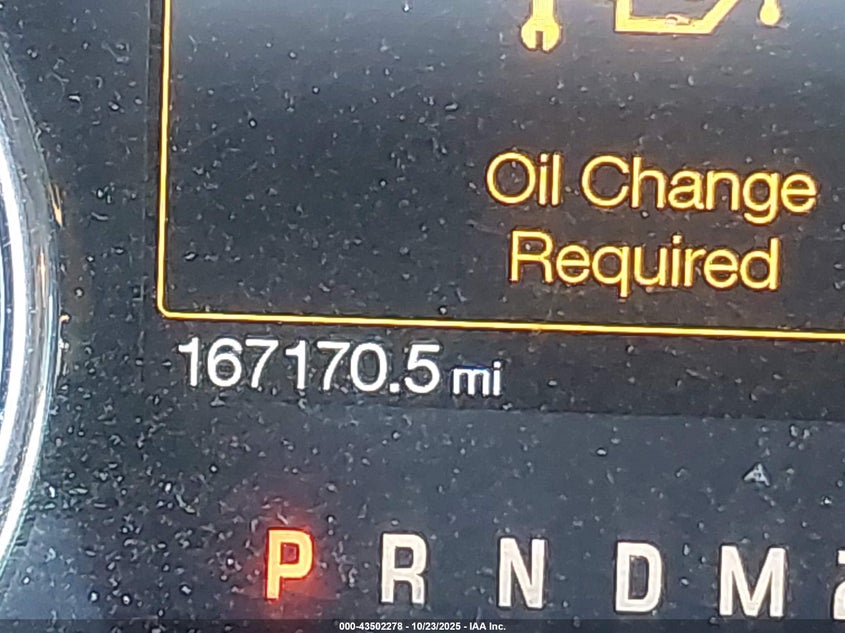 Oil Change
Required
167170.5 mi
P R N D M
000-43502278 - 10/23/2025 - IAA Inc.